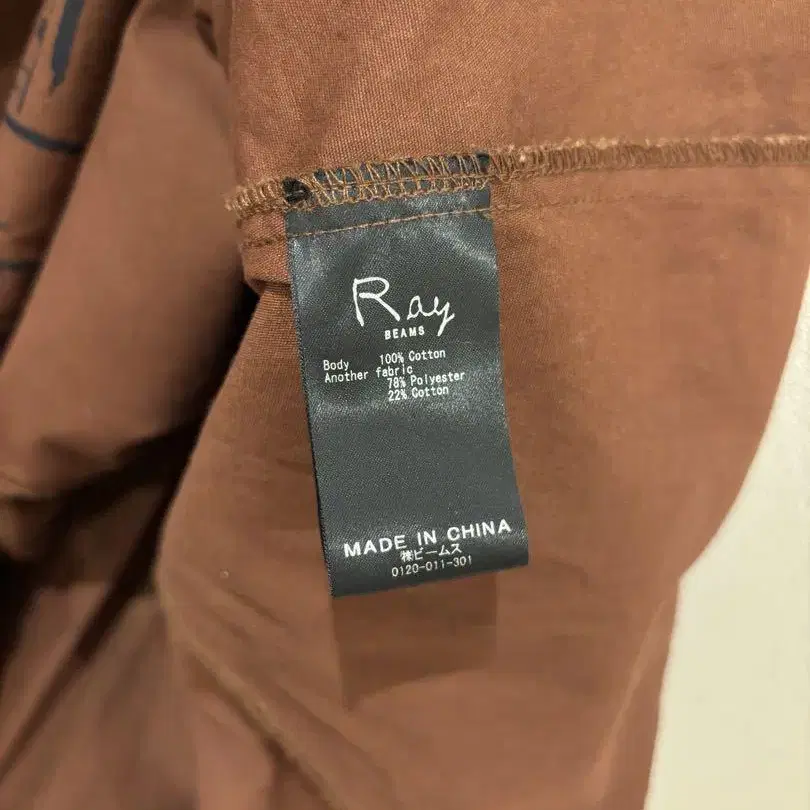 Ray
BEAMS
Body 100% Cotton
Another fabric
78% Polyester
22% Cotton
MADE IN CHINA
㈱ビームス
0120-011-301